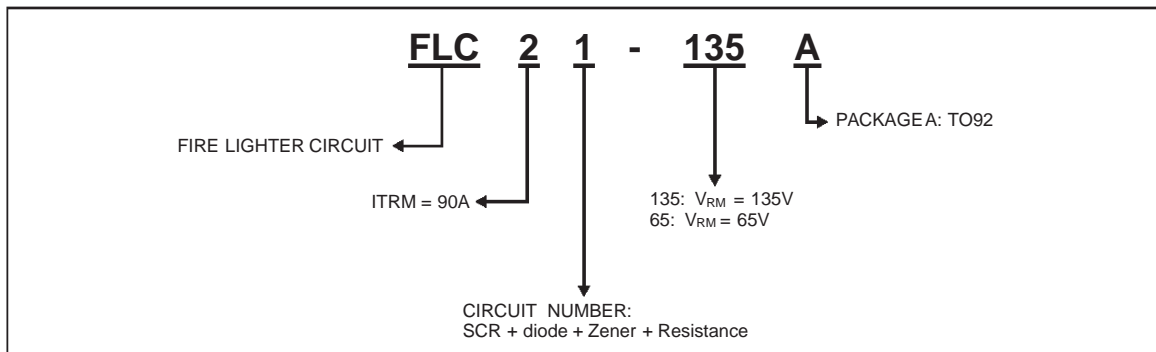 FLC 2 1 - 135 A
PACKAGE A: TO92
FIRE LIGHTER CIRCUIT
ITRM = 90A
135: VRM = 135V
65: VRM = 65V
CIRCUIT NUMBER:
SCR + diode + Zener + Resistance